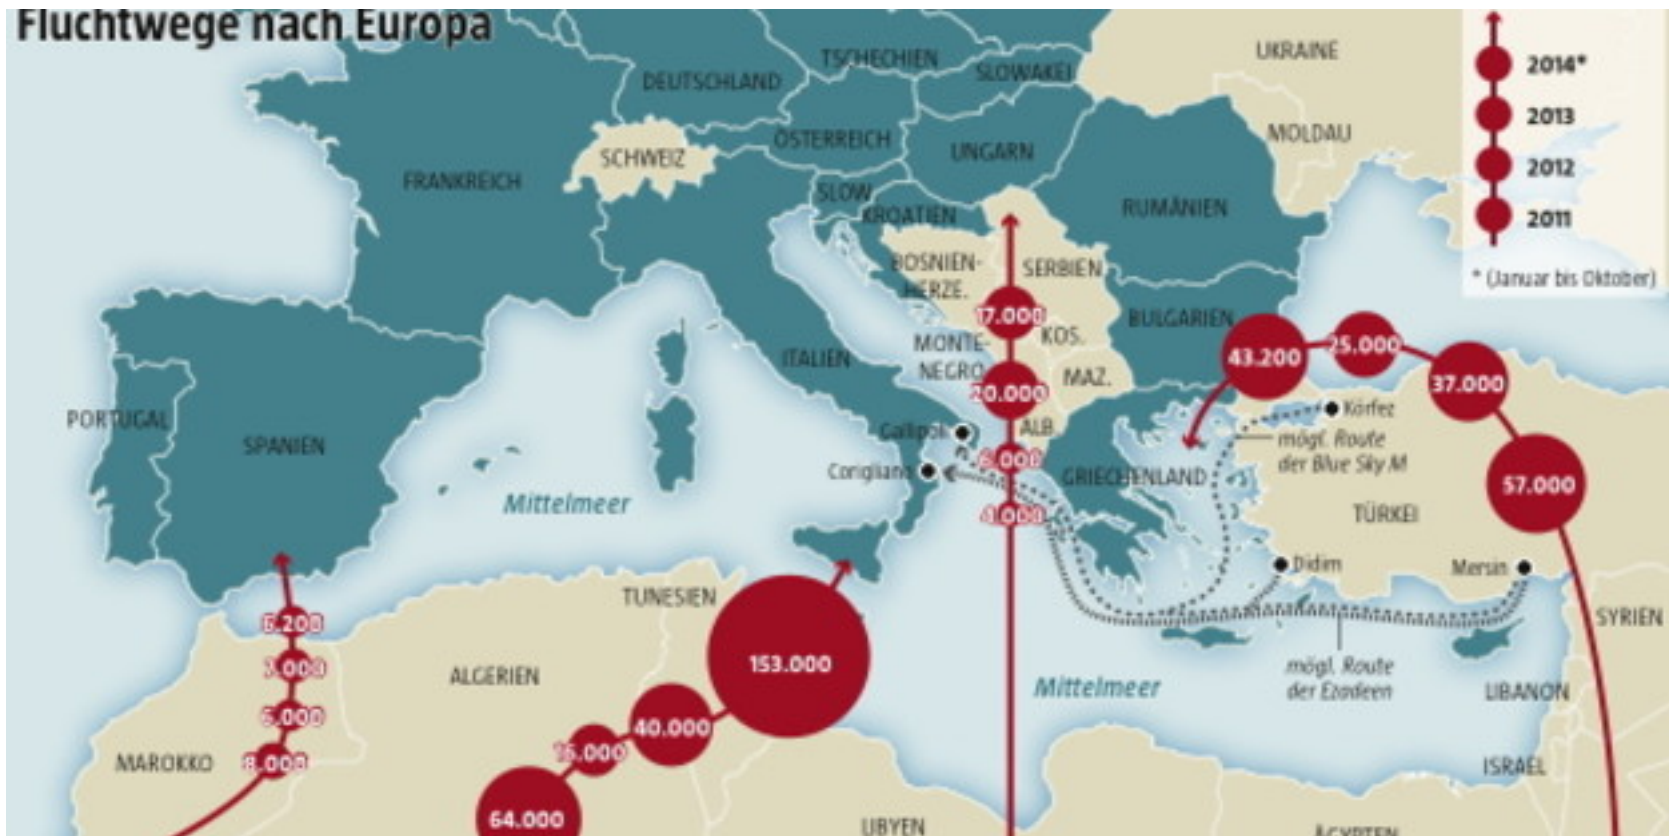 Fluchtwege nach Europa
2014*
2013
2012
2011
* (Januar bis Oktober)
UKRAINE
TSCHECHIEN
SLOWAKEI
DEUTSCHLAND
MOLDAU
ÖSTERREICH
UNGARN
SCHWEIZ
FRANKREICH
SLOW.
KROATIEN
RUMÄNIEN
BOSNIEN-
HERZE.
SERBIEN
17.000
KOS.
BULGARIEN
MONTE-
NEGRO
ITALIEN
MAZ.
43.200
25.000
37.000
20.000
PORTUGAL
SPANIEN
Gallipoli
ALB.
Körfez
mögl. Route
der Blue Sky M
Corigliano
6.000
GRIECHENLAND
57.000
Mittelmeer
4.000
TÜRKEI
Didim
Mersin
TUNESIEN
SYRIEN
6.200
7.000
6.000
8.000
ALGERIEN
153.000
mögl. Route
der Ezadeen
Mittelmeer
LIBANON
40.000
16.000
64.000
MAROKKO
ISRAEL
LIBYEN
ÄGYPTEN